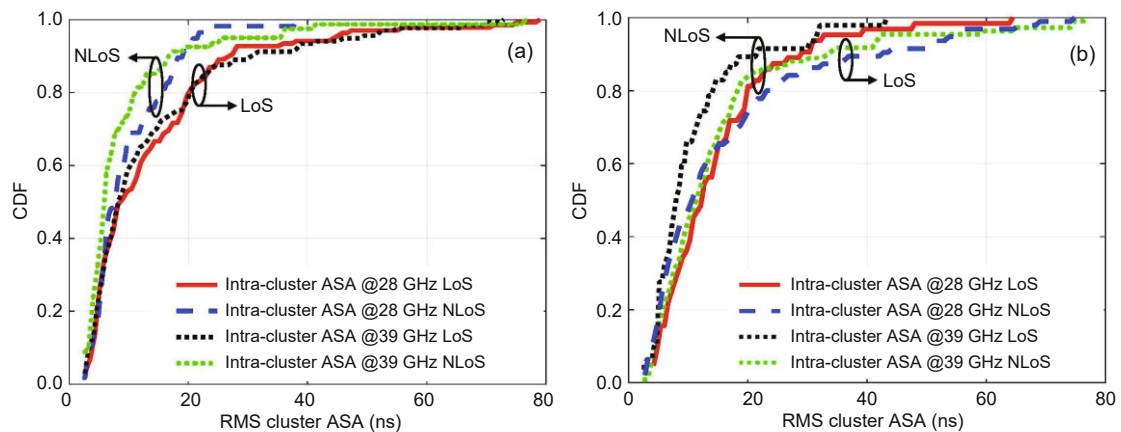 1.0
0.8
0.6
0.4
0.2
0.0
CDF
NLoS
LoS
(a)
Intra-cluster ASA @28 GHz LoS
Intra-cluster ASA @28 GHz NLoS
Intra-cluster ASA @39 GHz LoS
Intra-cluster ASA @39 GHz NLoS
0 20 40 60 80
RMS cluster ASA (ns)
1.0
0.8
0.6
0.4
0.2
0.0
CDF
NLoS
LoS
(b)
Intra-cluster ASA @28 GHz LoS
Intra-cluster ASA @28 GHz NLoS
Intra-cluster ASA @39 GHz LoS
Intra-cluster ASA @39 GHz NLoS
0 20 40 60 80
RMS cluster ASA (ns)